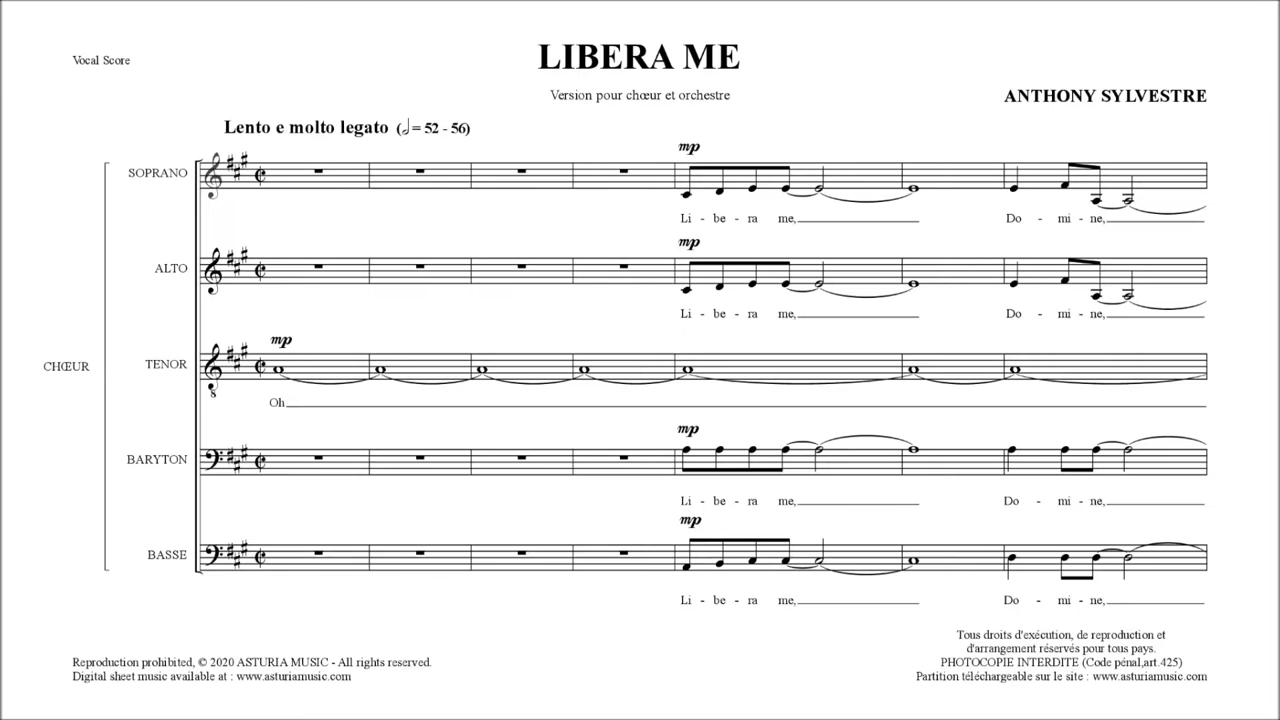 LIBERA ME
Vocal Score
Version pour chœur et orchestre
ANTHONY SYLVESTRE
Lento e molto legato (𝅗𝅥 = 52 - 56)
mp
SOPRANO
Li - be - ra me,
Do - mi - ne,
mp
ALTO
Li - be - ra me,
Do - mi - ne,
mp
CHŒUR
TENOR
8
Oh
mp
BARYTON
Li - be - ra me,
Do - mi - ne,
mp
BASSE
Li - be - ra me,
Do - mi - ne,
Reproduction prohibited, © 2020 ASTURIA MUSIC - All rights reserved.
Digital sheet music available at : www.asturiamusic.com
Tous droits d'exécution, de reproduction et
d'arrangement réservés pour tous pays.
PHOTOCOPIE INTERDITE (Code pénal,art.425)
Partition téléchargeable sur le site : www.asturiamusic.com